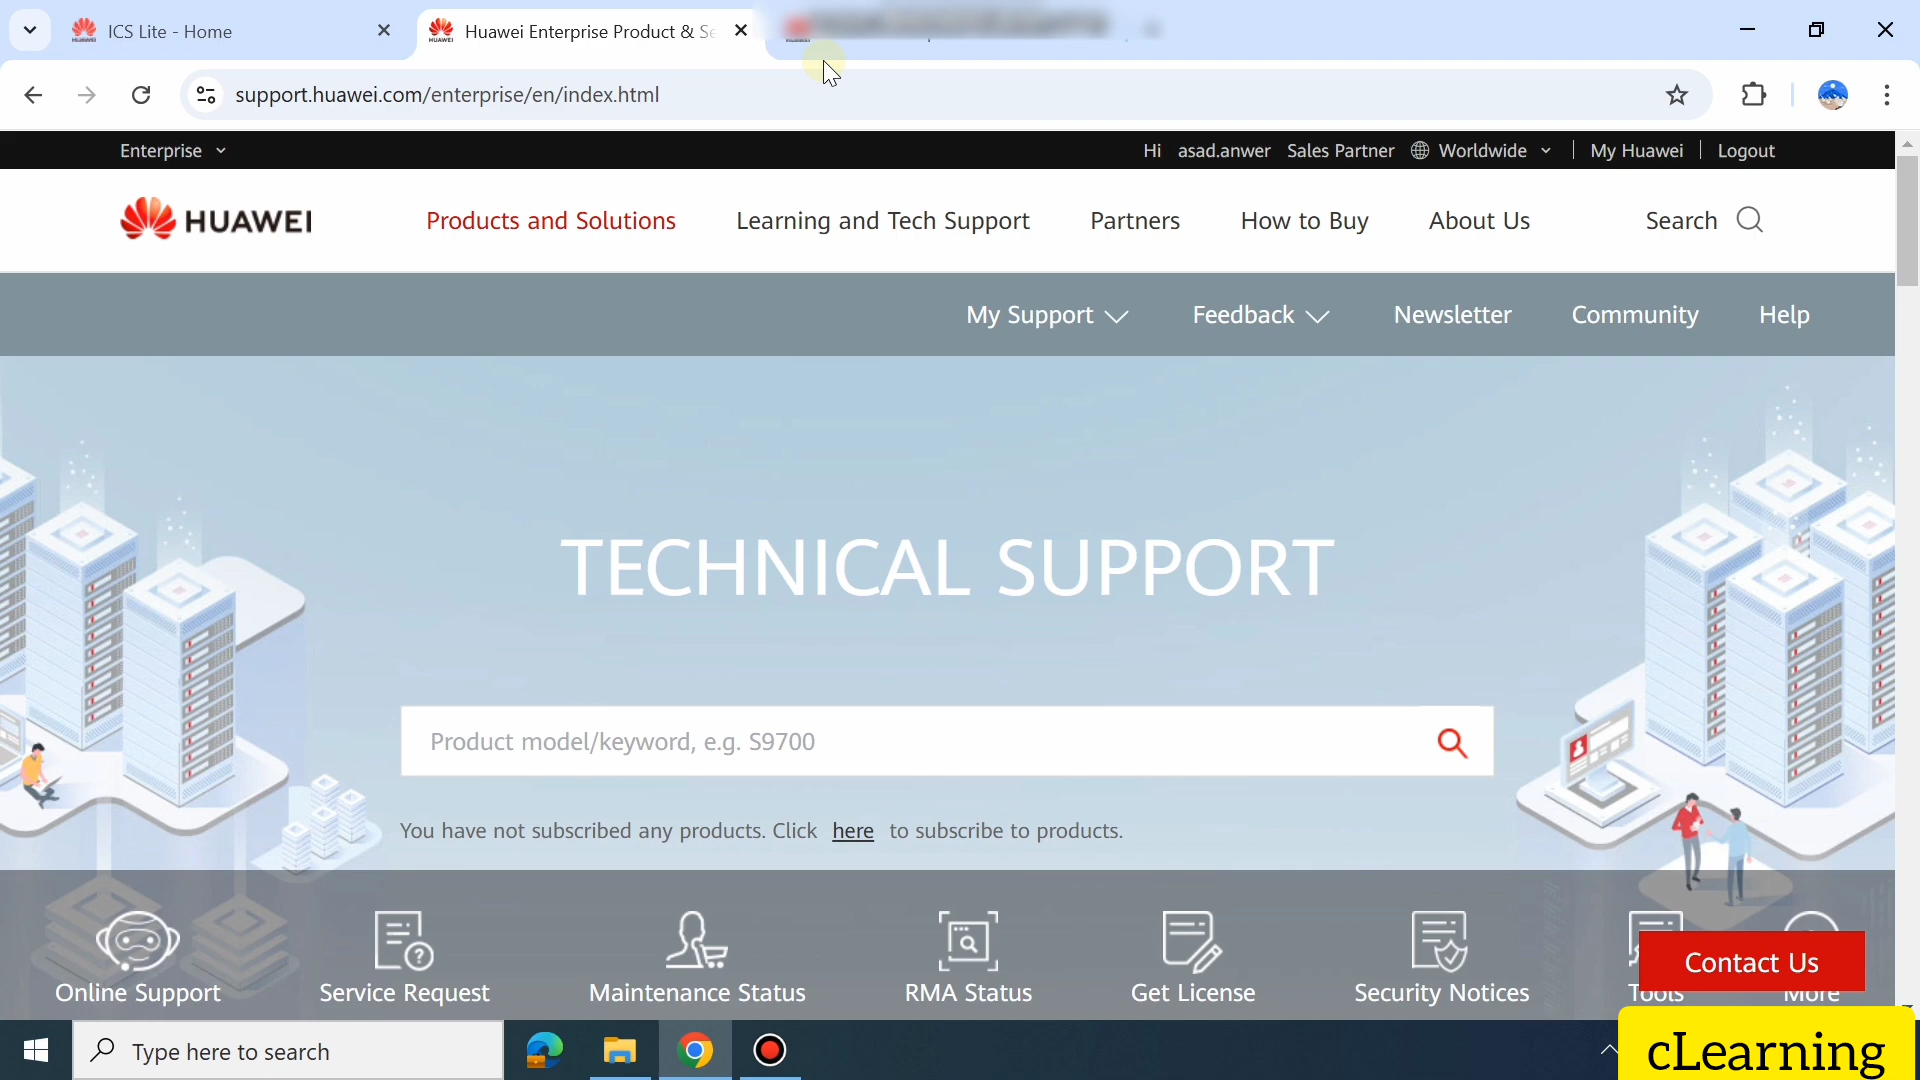 ICS Lite - Home
Huawei Enterprise Product & Se
support.huawei.com/enterprise/en/index.html
Enterprise
Hi asad.anwer Sales Partner Worldwide My Huawei Logout
HUAWEI
Products and Solutions
Learning and Tech Support
Partners
How to Buy
About Us
Search
My Support
Feedback
Newsletter
Community
Help
TECHNICAL SUPPORT
Product model/keyword, e.g. S9700
You have not subscribed any products. Click here to subscribe to products.
Online Support
Service Request
Maintenance Status
RMA Status
Get License
Security Notices
Tools
More
Contact Us
Type here to search
cLearning